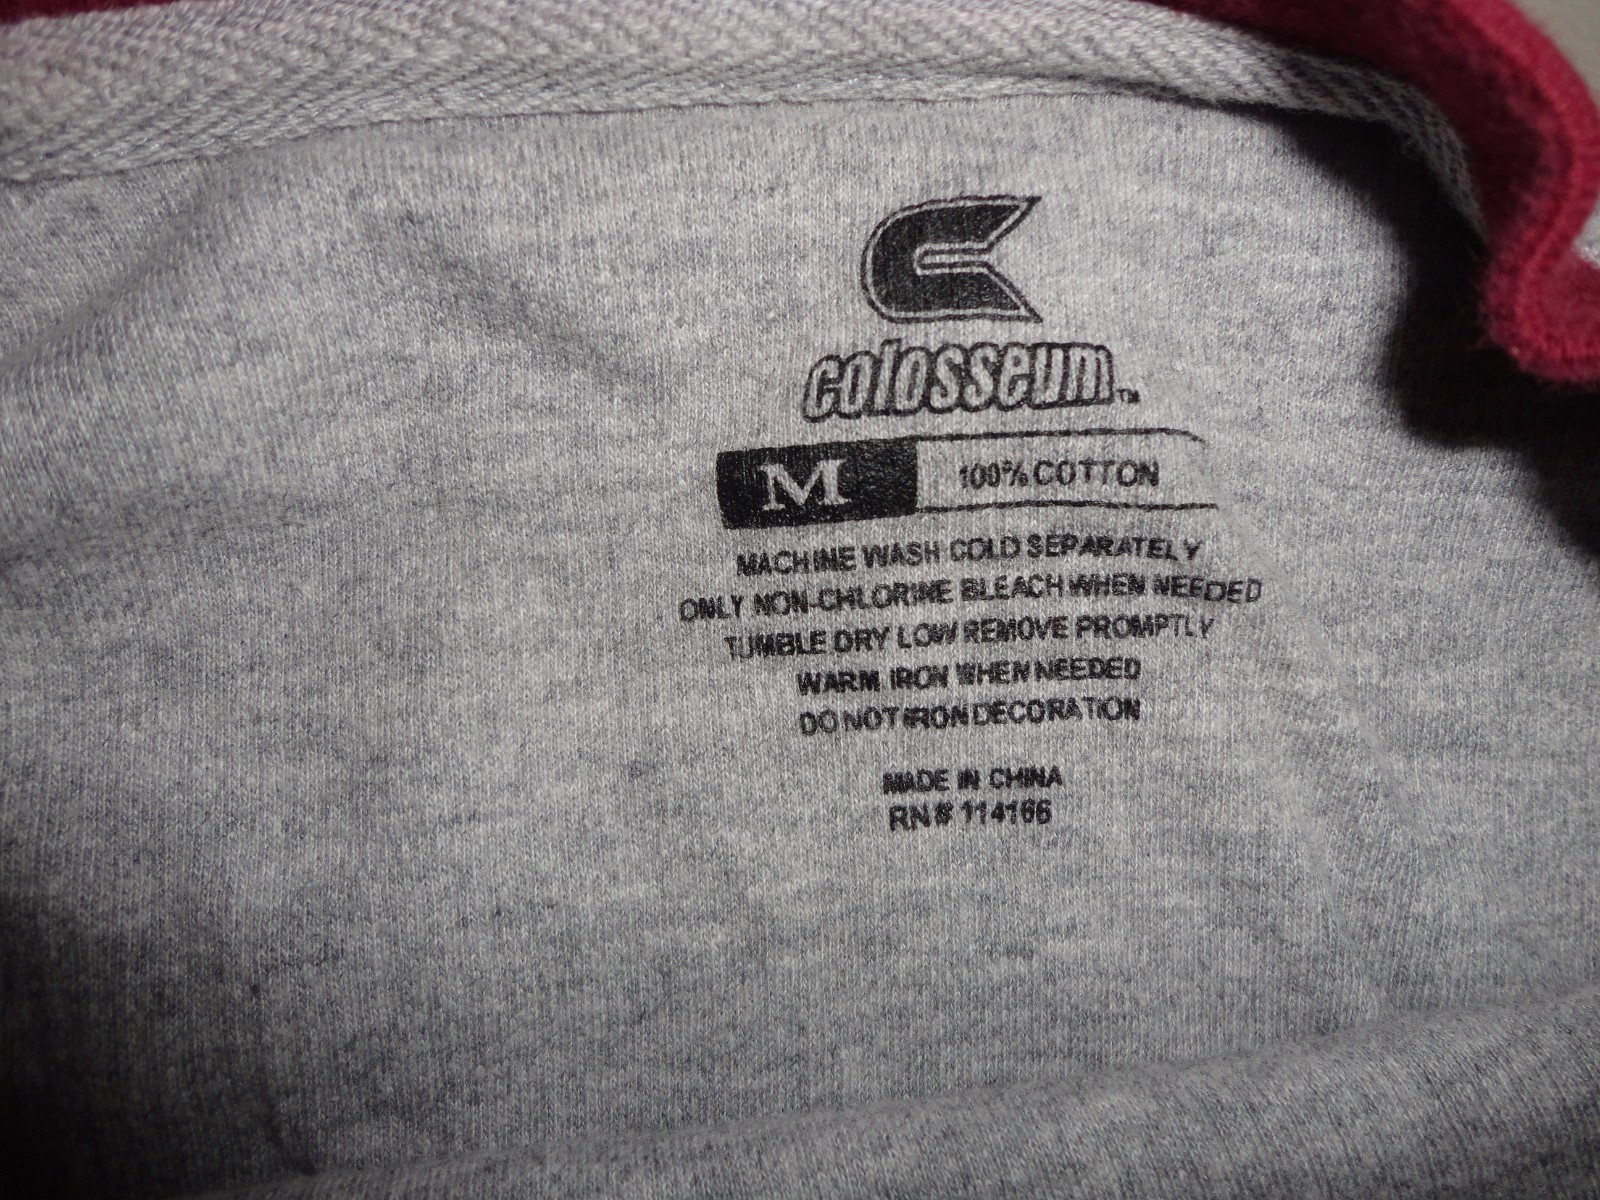 colosseum™
M 100% COTTON
MACHINE WASH COLD SEPARATELY
ONLY NON-CHLORINE BLEACH WHEN NEEDED
TUMBLE DRY LOW REMOVE PROMPTLY
WARM IRON WHEN NEEDED
DO NOT IRON DECORATION
MADE IN CHINA
RN# 114166